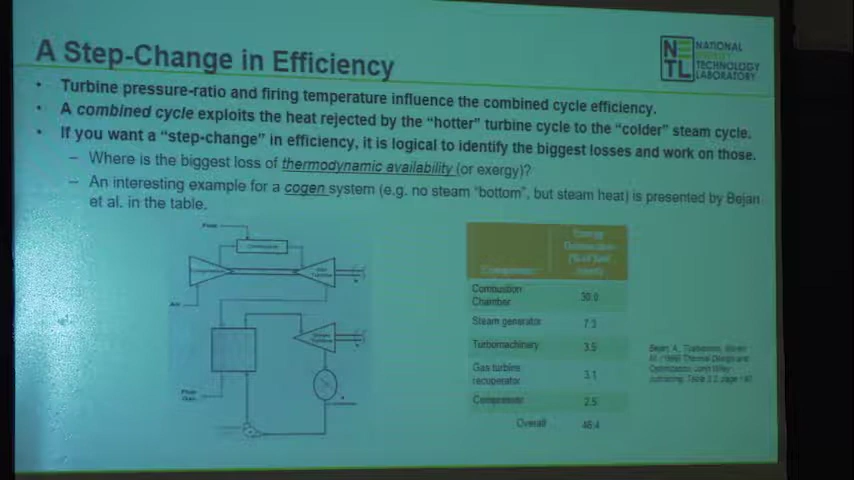 A Step-Change in Efficiency
NATIONAL
ENERGY
TECHNOLOGY
LABORATORY
NE
TL
• Turbine pressure-ratio and firing temperature influence the combined cycle efficiency.
• A combined cycle exploits the heat rejected by the “hotter” turbine cycle to the “colder” steam cycle.
• If you want a “step-change” in efficiency, it is logical to identify the biggest losses and work on those.
– Where is the biggest loss of thermodynamic availability (or exergy)?
– An interesting example for a cogen system (e.g. no steam “bottom”, but steam heat) is presented by Bejan
et al. in the table.
Air
Component
Combustion
Chamber
30.0
Steam generator
Turbomachinery
3.5
Gas turbine
3.1
Compressor
2.5
Overall